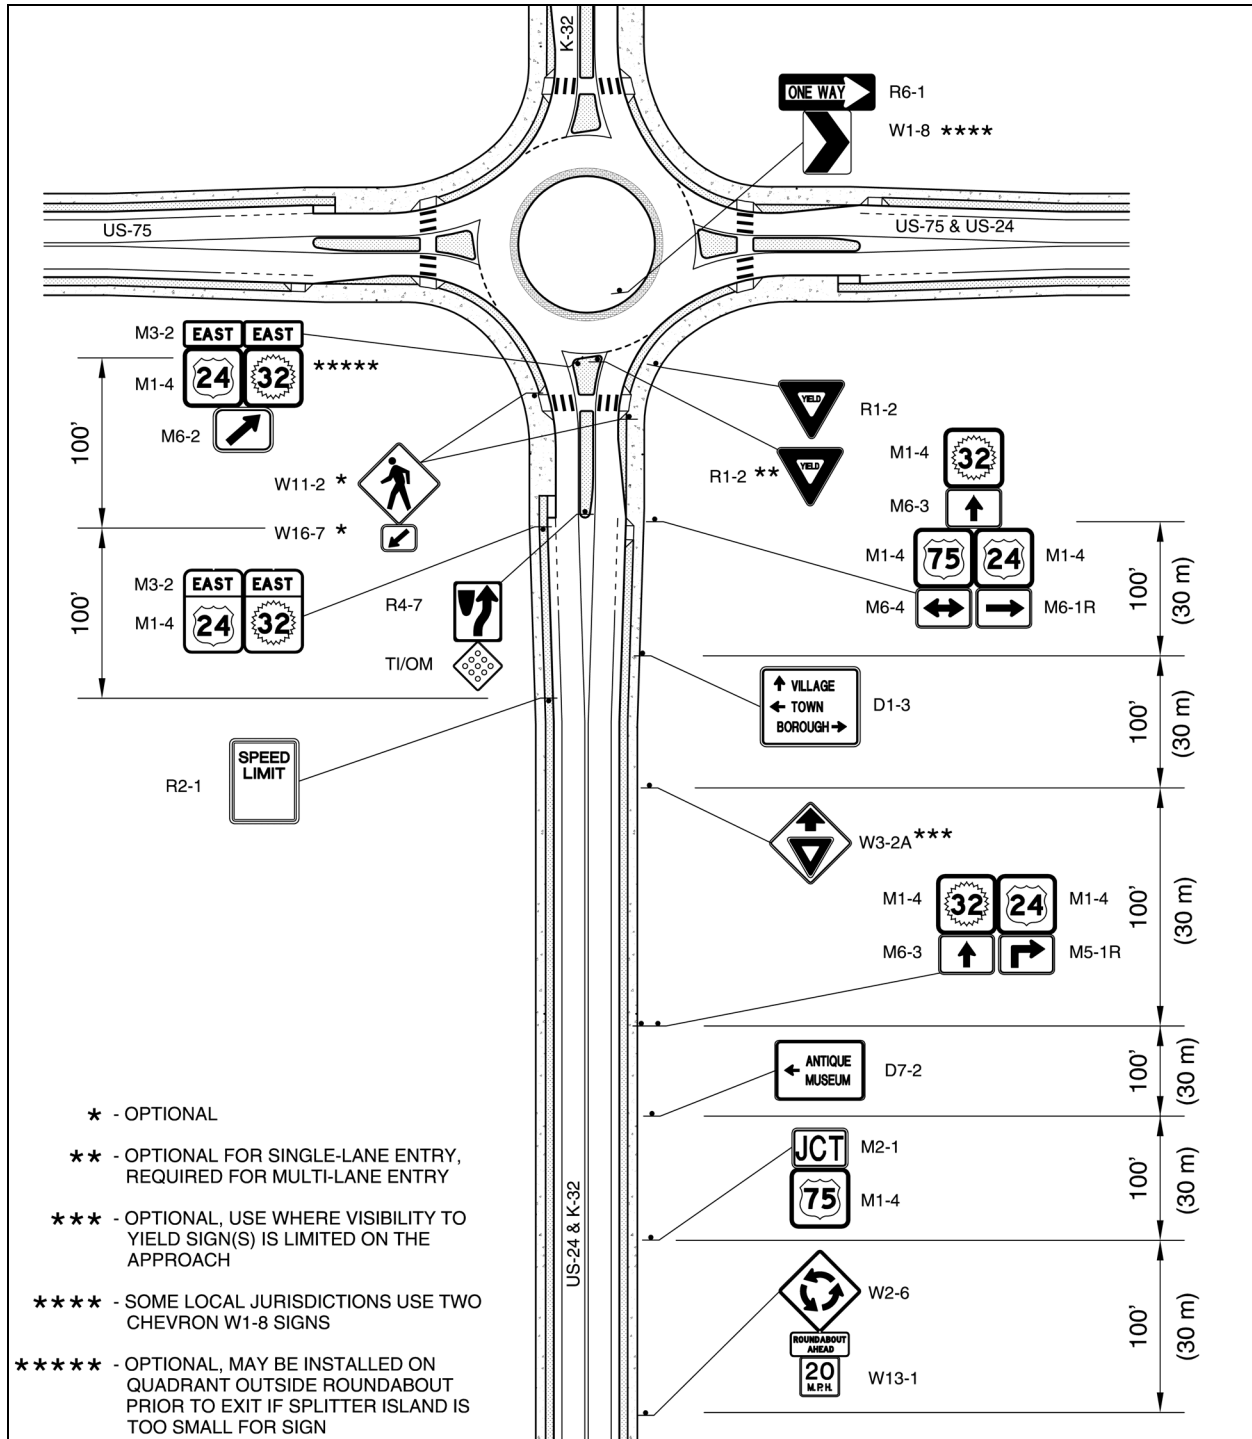 K-32
ONE WAY
R6-1
W1-8 ****
US-75
US-75 & US-24
M3-2
EAST EAST
M1-4
24 32
*****
M6-2
100'
W11-2 *
W16-7 *
R1-2
YIELD
R1-2 **
YIELD
M1-4
32
M6-3
M1-4
75 24
M1-4
M6-4
M6-1R
100'
(30 m)
M3-2
EAST EAST
M1-4
24 32
100'
R4-7
TI/OM
VILLAGE
TOWN
BOROUGH
D1-3
100'
(30 m)
SPEED
LIMIT
R2-1
W3-2A ***
M1-4
32 24
M1-4
M6-3
M5-1R
100'
(30 m)
ANTIQUE
MUSEUM
D7-2
100'
(30 m)
JCT
M2-1
75
M1-4
100'
(30 m)
US-24 & K-32
W2-6
ROUNDABOUT
AHEAD
20
M.P.H.
W13-1
100'
(30 m)
* - OPTIONAL
** - OPTIONAL FOR SINGLE-LANE ENTRY,
REQUIRED FOR MULTI-LANE ENTRY
*** - OPTIONAL, USE WHERE VISIBILITY TO
YIELD SIGN(S) IS LIMITED ON THE
APPROACH
**** - SOME LOCAL JURISDICTIONS USE TWO
CHEVRON W1-8 SIGNS
***** - OPTIONAL, MAY BE INSTALLED ON
QUADRANT OUTSIDE ROUNDABOUT
PRIOR TO EXIT IF SPLITTER ISLAND IS
TOO SMALL FOR SIGN